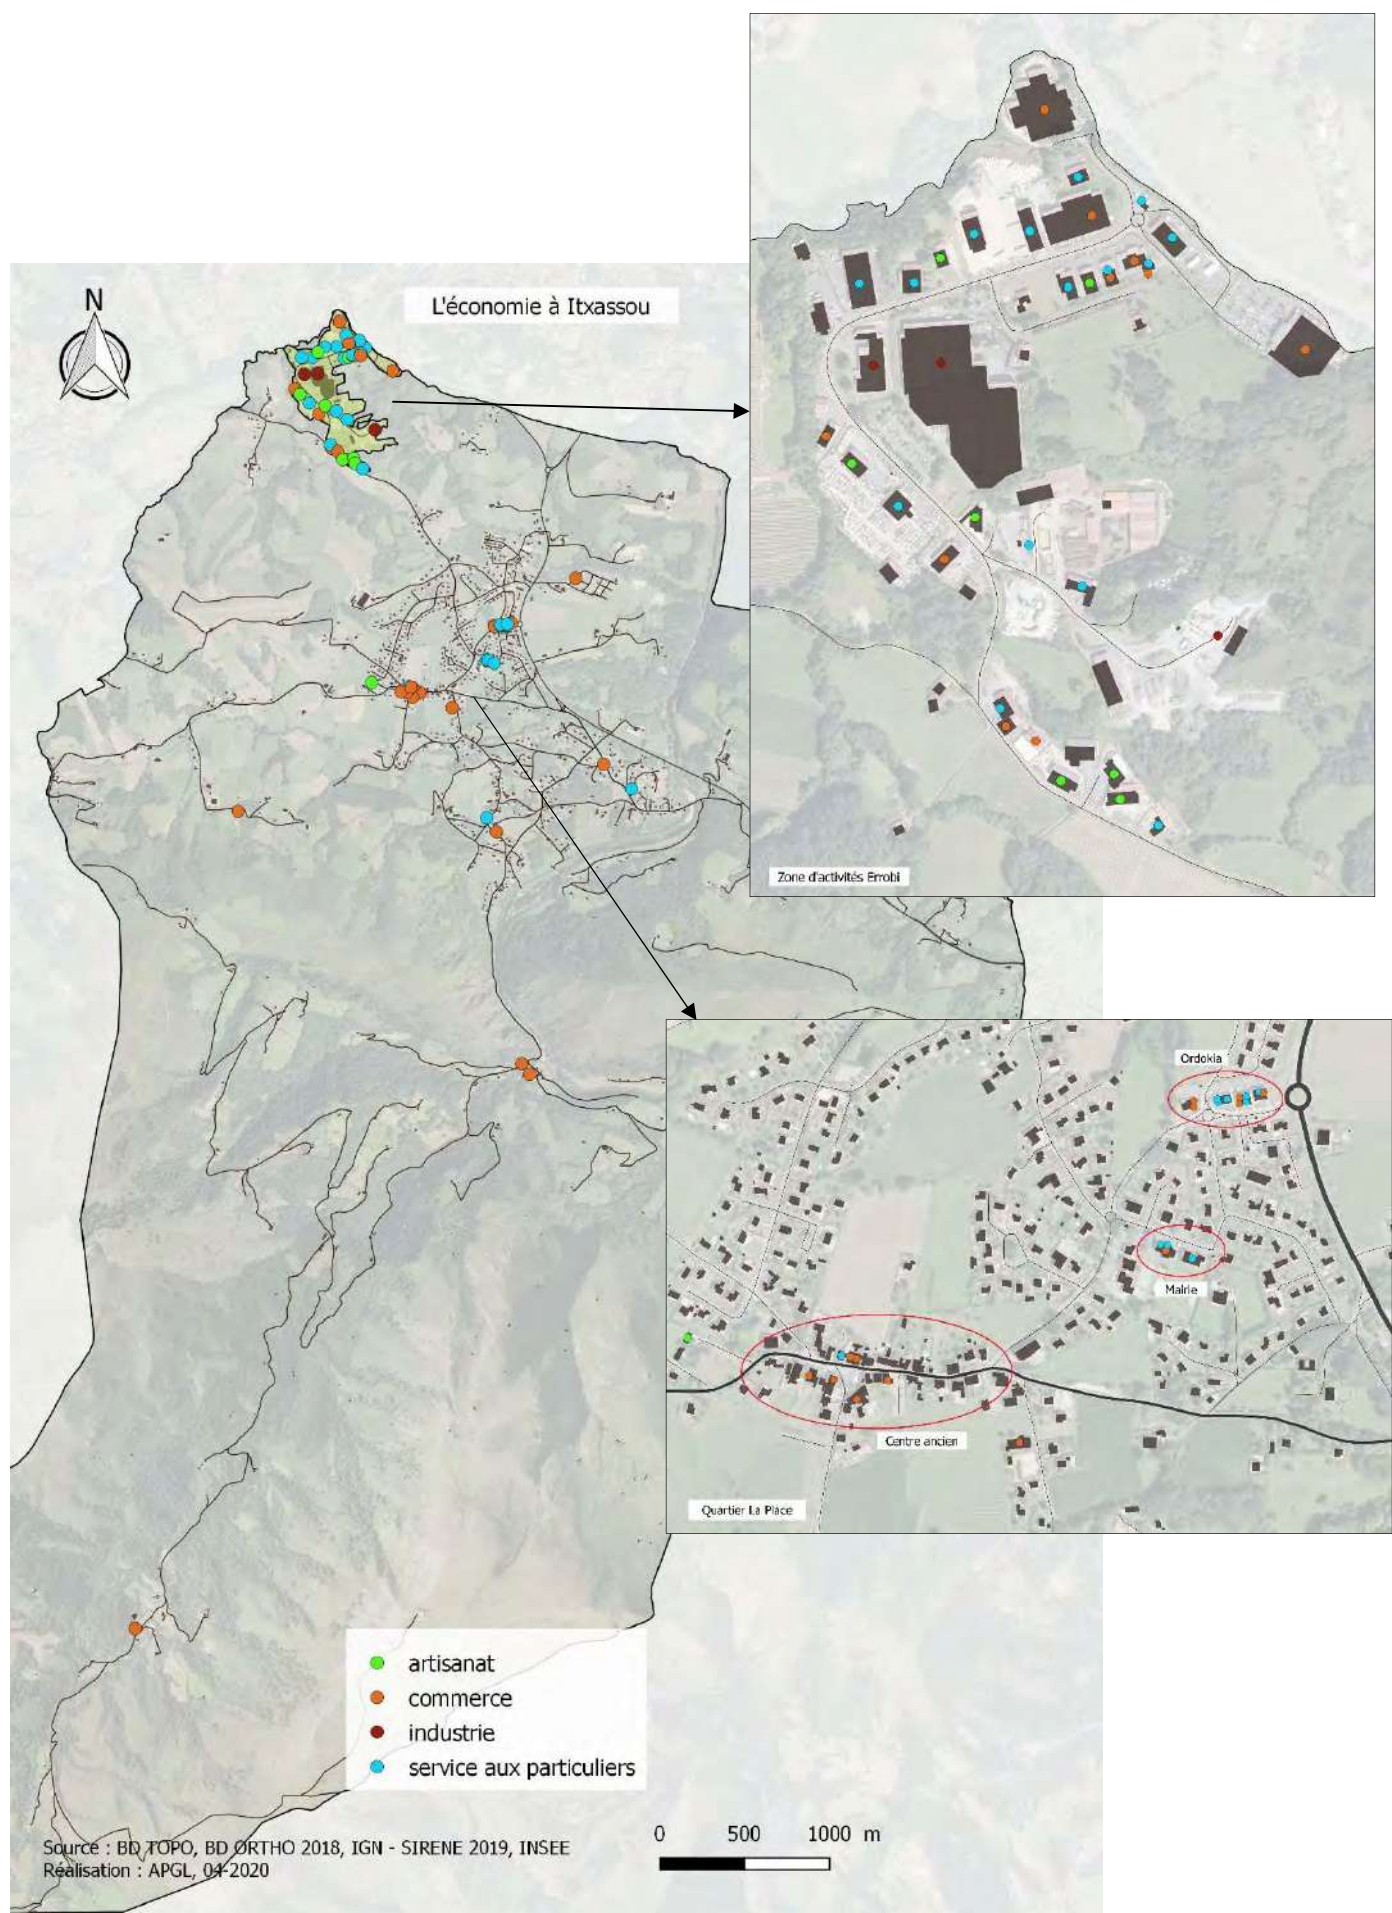 N
L'économie à Itxassou
Zone d'activités Errobi
Ordokia
Mairie
Centre ancien
Quartier La Place
artisanat
commerce
industrie
service aux particuliers
0 500 1000 m
Source : BD TOPO, BD ORTHO 2018, IGN - SIRENE 2019, INSEE
Réalisation : APGL, 04-2020